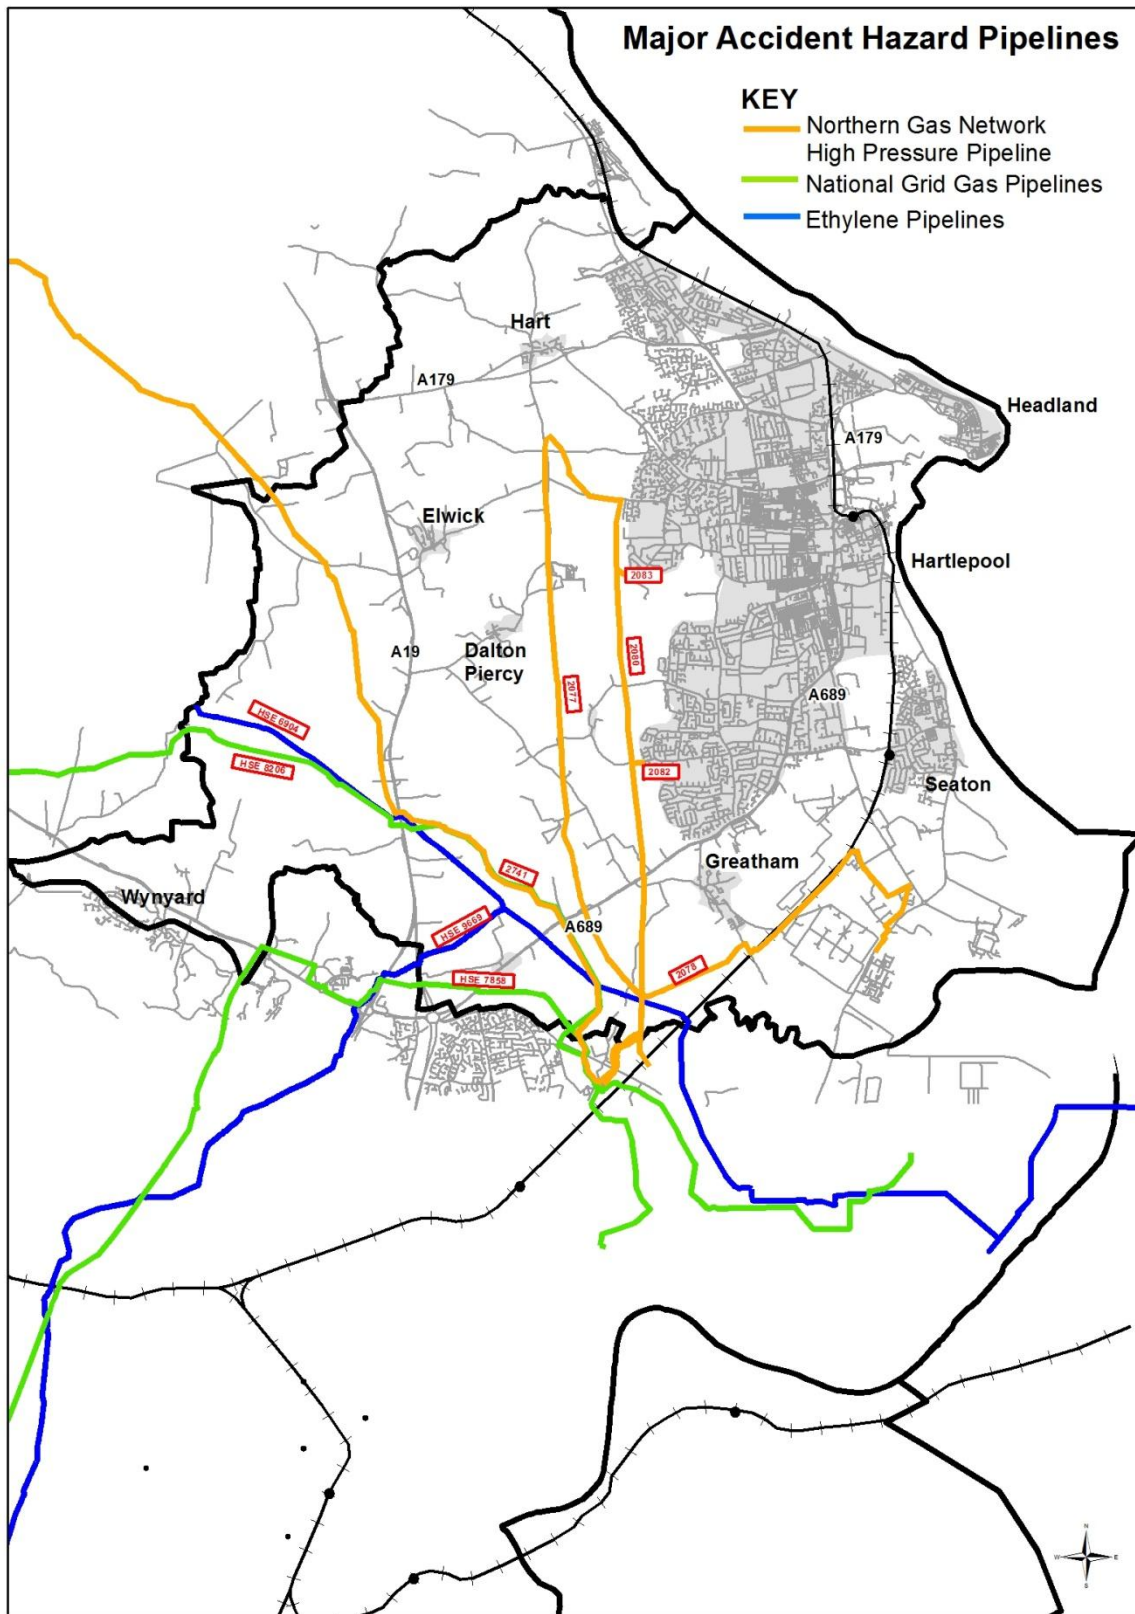 Major Accident Hazard Pipelines
KEY
Northern Gas Network
High Pressure Pipeline
National Grid Gas Pipelines
Ethylene Pipelines
Hart
A179
Headland
A179
Elwick
Hartlepool
2083
Dalton
Piercy
A19
2080
2077
A689
HSE 6904
HSE 8206
2082
Seaton
Greatham
2741
Wynyard
HSE 9669
A689
2078
HSE 7858
N
W
E
S